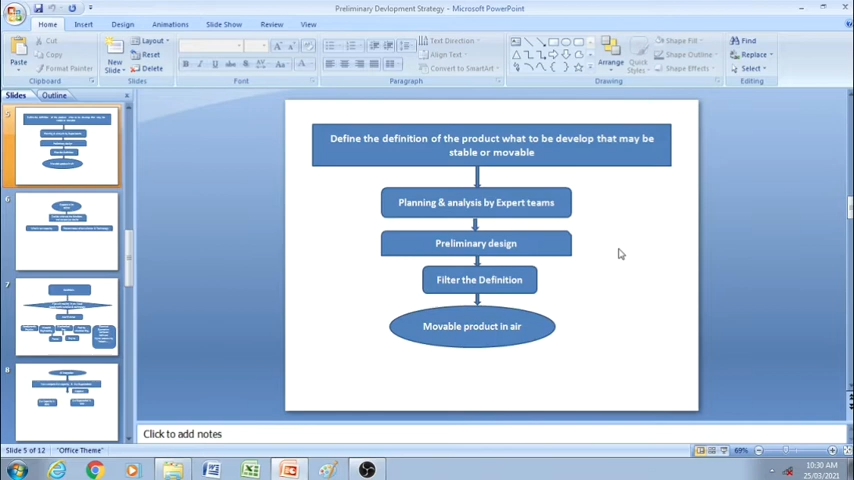 Preliminary Devlopment Strategy - Microsoft PowerPoint
Home Insert Design Animations Slide Show Review View
Cut Layout Text Direction Shape Fill Find
Paste Copy New Slide Reset Align Text Arrange Quick Styles Shape Outline Replace
Format Painter Delete Convert to SmartArt Shape Effects Select
Clipboard Slides Font Paragraph Drawing Editing
Slides Outline
5
6
7
8
Define the definition of the product what to be develop that may be
stable or movable
Planning & analysis by Expert teams
Preliminary design
Filter the Definition
Movable product in air
Click to add notes
Slide 5 of 12 "Office Theme" 69%
10:30 AM
25/03/2021